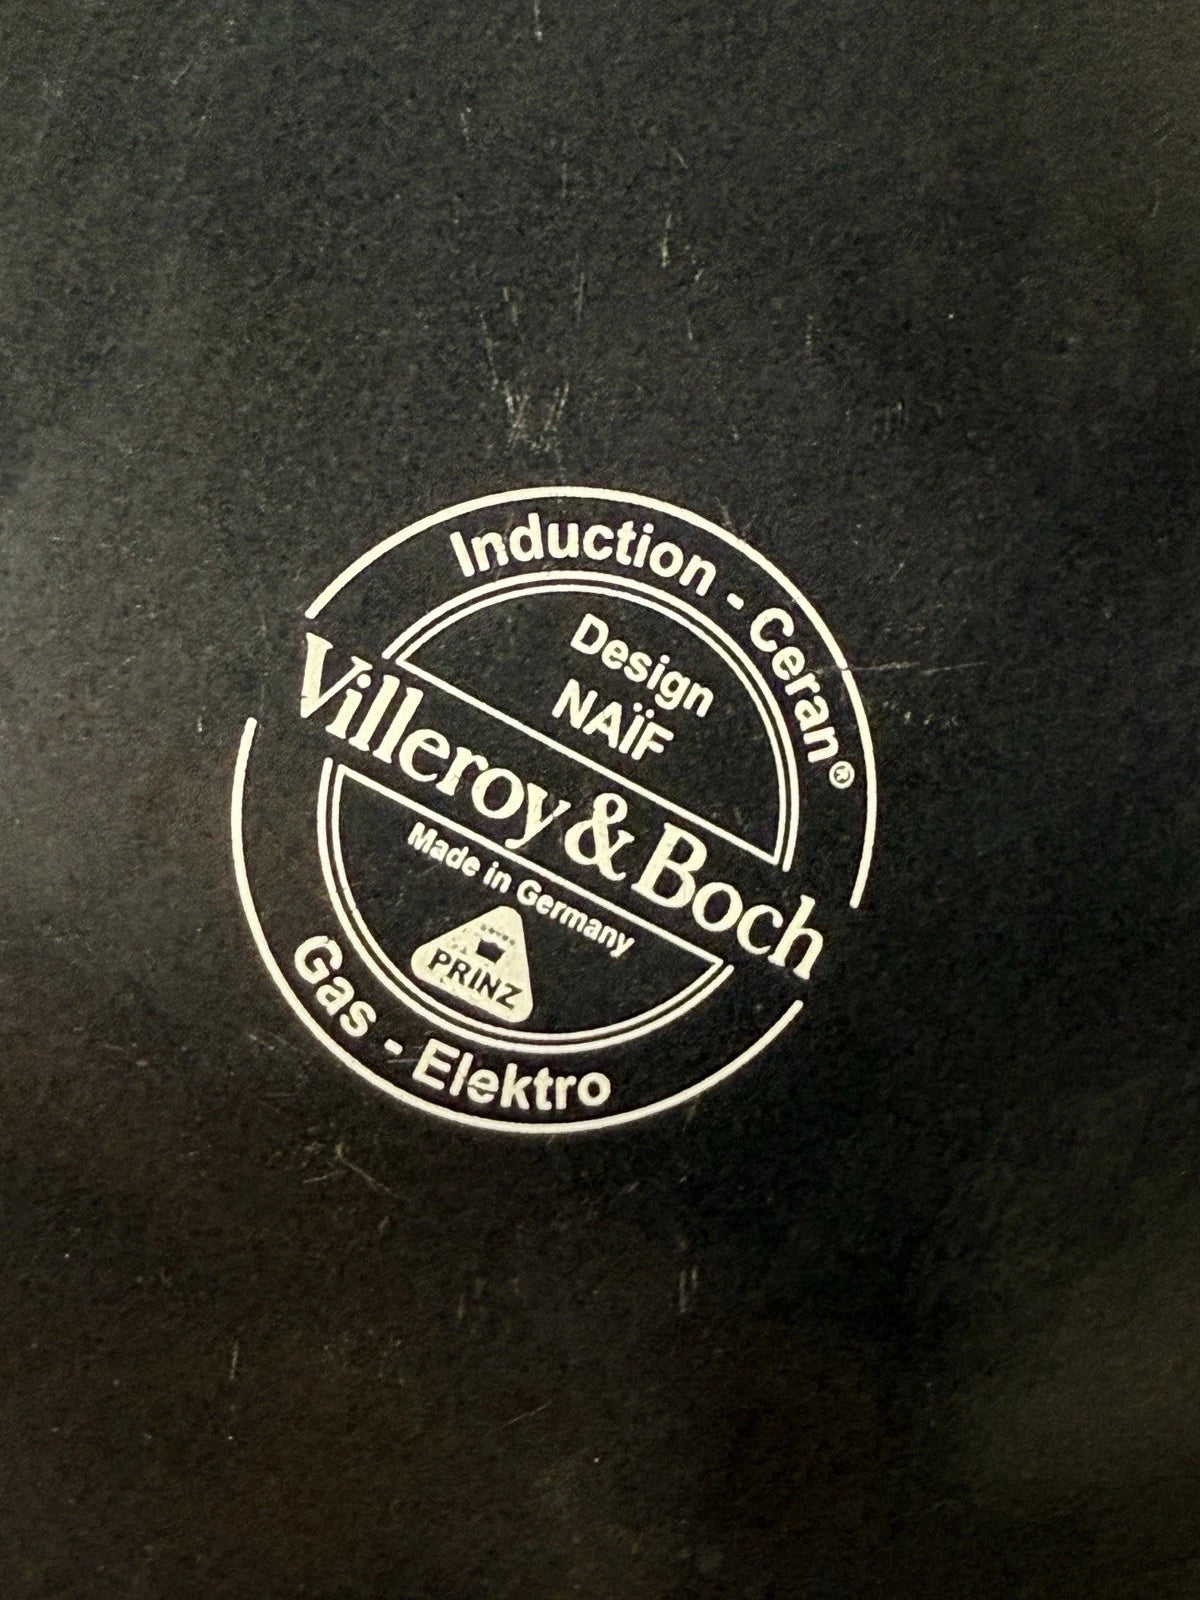 Induction - Ceran®
Design
NAÏF
Villeroy & Boch
Made in Germany
PRINZ
Gas - Elektro